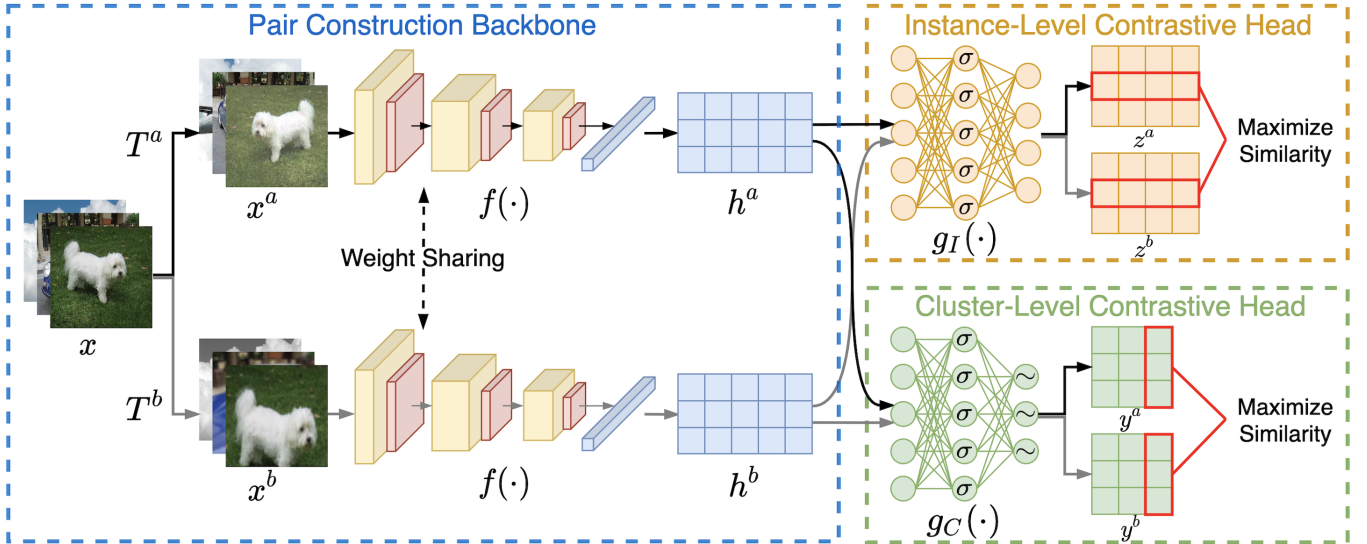 Pair Construction Backbone
T^a
x^a
f(·)
h^a
Weight Sharing
x
T^b
x^b
f(·)
h^b
Instance-Level Contrastive Head
σ
σ
σ
σ
σ
g_I(·)
z^a
z^b
Maximize
Similarity
Cluster-Level Contrastive Head
σ
σ
σ
σ
σ
~
~
~
g_C(·)
y^a
y^b
Maximize
Similarity